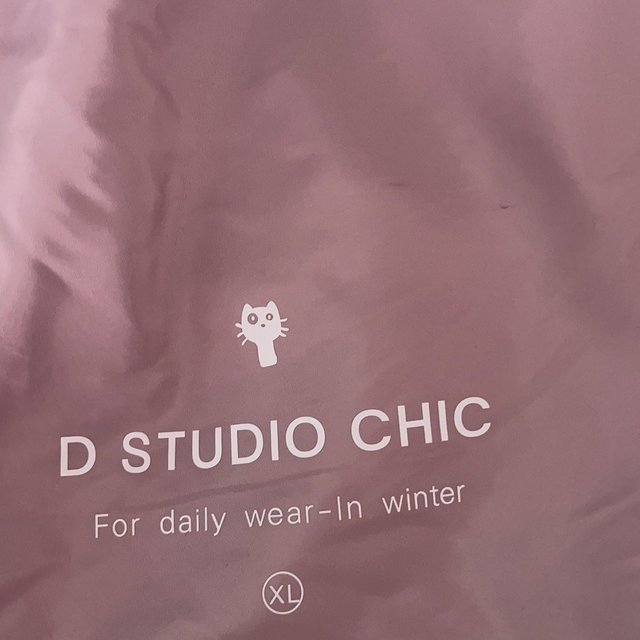 D STUDIO CHIC
For daily wear-In winter
XL